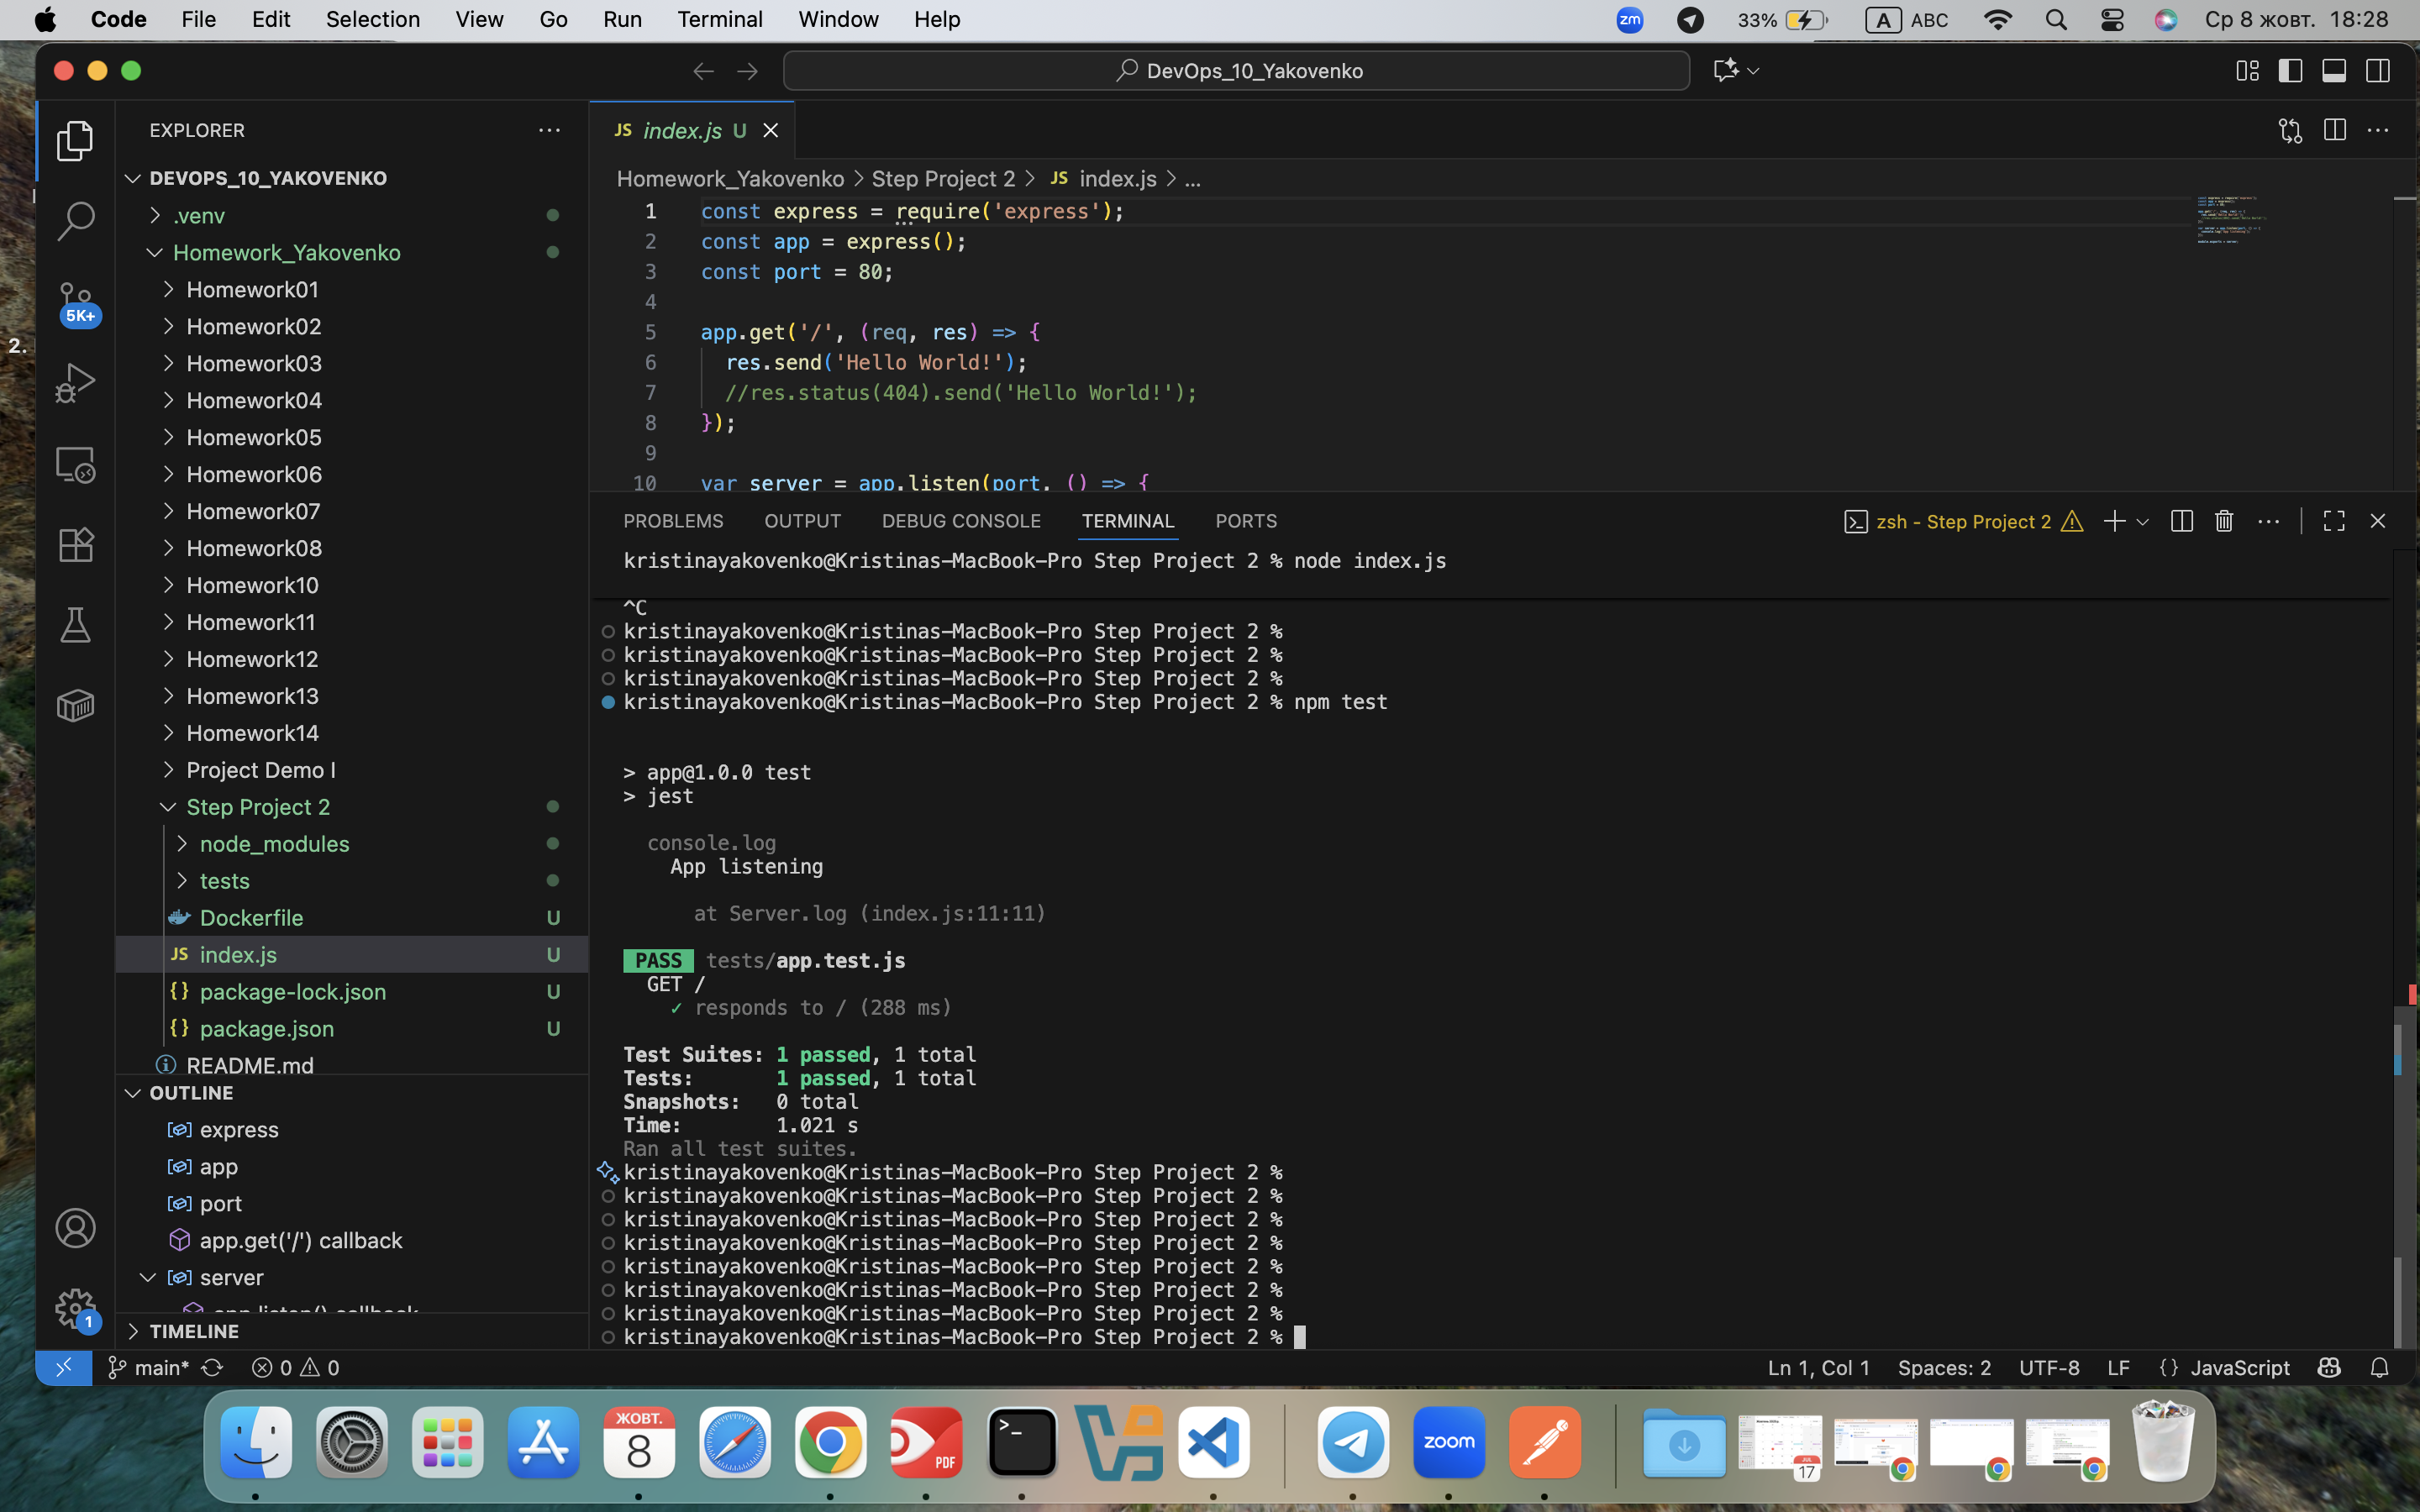 Code File Edit Selection View Go Run Terminal Window Help
zm 33% A ABC Ср 8 жовт. 18:28
DevOps_10_Yakovenko
EXPLORER
DEVOPS_10_YAKOVENKO
.venv
Homework_Yakovenko
Homework01
Homework02
Homework03
Homework04
Homework05
Homework06
Homework07
Homework08
Homework10
Homework11
Homework12
Homework13
Homework14
Project Demo I
Step Project 2
node_modules
tests
Dockerfile U
JS index.js U
{} package-lock.json U
{} package.json U
README.md
OUTLINE
express
app
port
app.get('/') callback
server
app.listen() callback
TIMELINE
5K+
1
2.
JS index.js U
Homework_Yakovenko > Step Project 2 > JS index.js > ...
1 const express = require('express');
2 const app = express();
3 const port = 80;
4
5 app.get('/', (req, res) => {
6 res.send('Hello World!');
7 //res.status(404).send('Hello World!');
8 });
9
10 var server = app.listen(port, () => {
PROBLEMS OUTPUT DEBUG CONSOLE TERMINAL PORTS
zsh - Step Project 2
kristinayakovenko@Kristinas-MacBook-Pro Step Project 2 % node index.js
^C
kristinayakovenko@Kristinas-MacBook-Pro Step Project 2 %
kristinayakovenko@Kristinas-MacBook-Pro Step Project 2 %
kristinayakovenko@Kristinas-MacBook-Pro Step Project 2 %
kristinayakovenko@Kristinas-MacBook-Pro Step Project 2 % npm test
> app@1.0.0 test
> jest
console.log
App listening
at Server.log (index.js:11:11)
PASS tests/app.test.js
GET /
✓ responds to / (288 ms)
Test Suites: 1 passed, 1 total
Tests: 1 passed, 1 total
Snapshots: 0 total
Time: 1.021 s
Ran all test suites.
kristinayakovenko@Kristinas-MacBook-Pro Step Project 2 %
kristinayakovenko@Kristinas-MacBook-Pro Step Project 2 %
kristinayakovenko@Kristinas-MacBook-Pro Step Project 2 %
kristinayakovenko@Kristinas-MacBook-Pro Step Project 2 %
kristinayakovenko@Kristinas-MacBook-Pro Step Project 2 %
kristinayakovenko@Kristinas-MacBook-Pro Step Project 2 %
kristinayakovenko@Kristinas-MacBook-Pro Step Project 2 %
kristinayakovenko@Kristinas-MacBook-Pro Step Project 2 %
main* 0 0
Ln 1, Col 1 Spaces: 2 UTF-8 LF {} JavaScript
ЖОВТ.
8
PDF
zoom
JUL
17